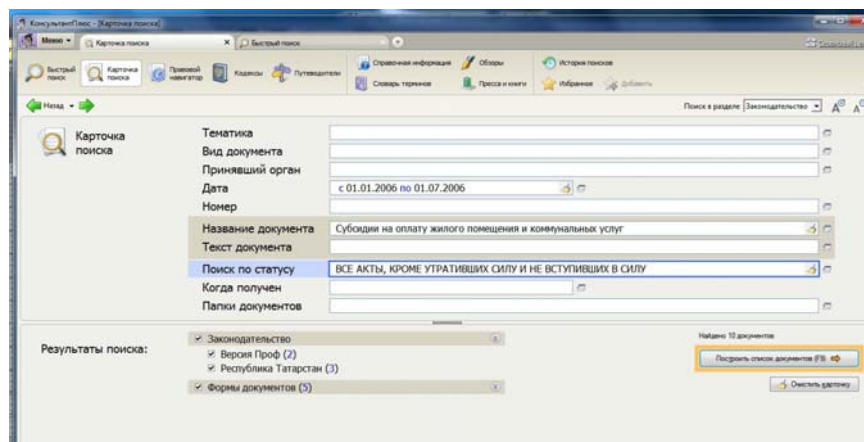 КонсультантПлюс - [Карточка поиска]
Меню
Карточка поиска
Быстрый поиск
Быстрый поиск
Карточка поиска
Правовой навигатор
Кодексы
Путеводители
Справочная информация
Словарь терминов
Обзоры
Пресса и книги
История поисков
Избранное
Добавить
Назад
Поиск в разделе Законодательство
Карточка поиска
Тематика
Вид документа
Принявший орган
Дата с 01.01.2006 по 01.07.2006
Номер
Название документа Субсидии на оплату жилого помещения и коммунальных услуг
Текст документа
Поиск по статусу ВСЕ АКТЫ, КРОМЕ УТРАТИВШИХ СИЛУ И НЕ ВСТУПИВШИХ В СИЛУ
Когда получен
Папки документов
Результаты поиска:
Законодательство
Версия Проф (2)
Республика Татарстан (3)
Формы документов (5)
Найдено 10 документов
Построить список документов (F9)
Очистить карточку